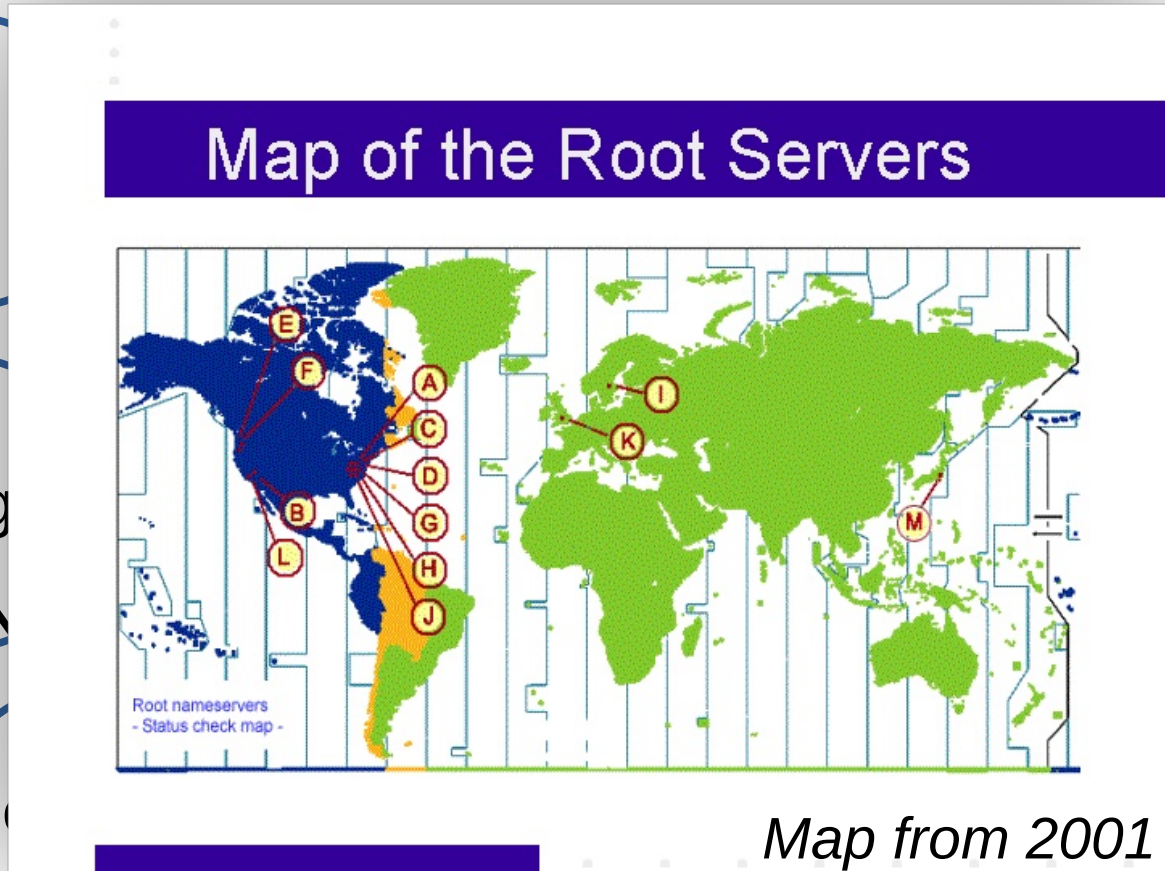 Map of the Root Servers
E
F
A
I
C
K
D
B
G
M
L
H
J
Root nameservers
- Status check map -
Map from 2001